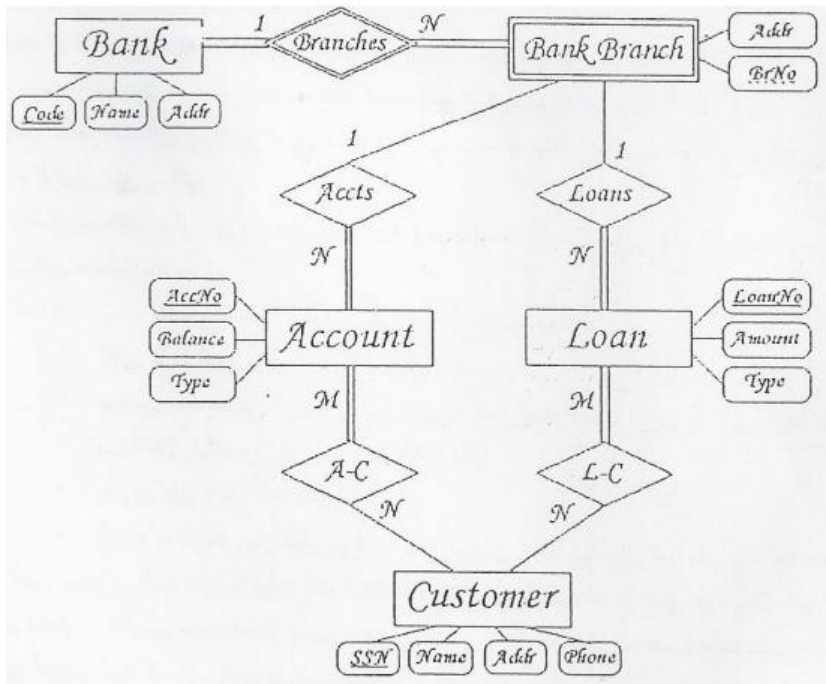 1 N
Bank Branches Bank Branch Addr
BrNo
Code Name Addr
1 1
Accts Loans
N N
AccNo LoanNo
Balance Account Loan Amount
Type Type
M M
A-C L-C
N N
Customer
SSN Name Addr Phone